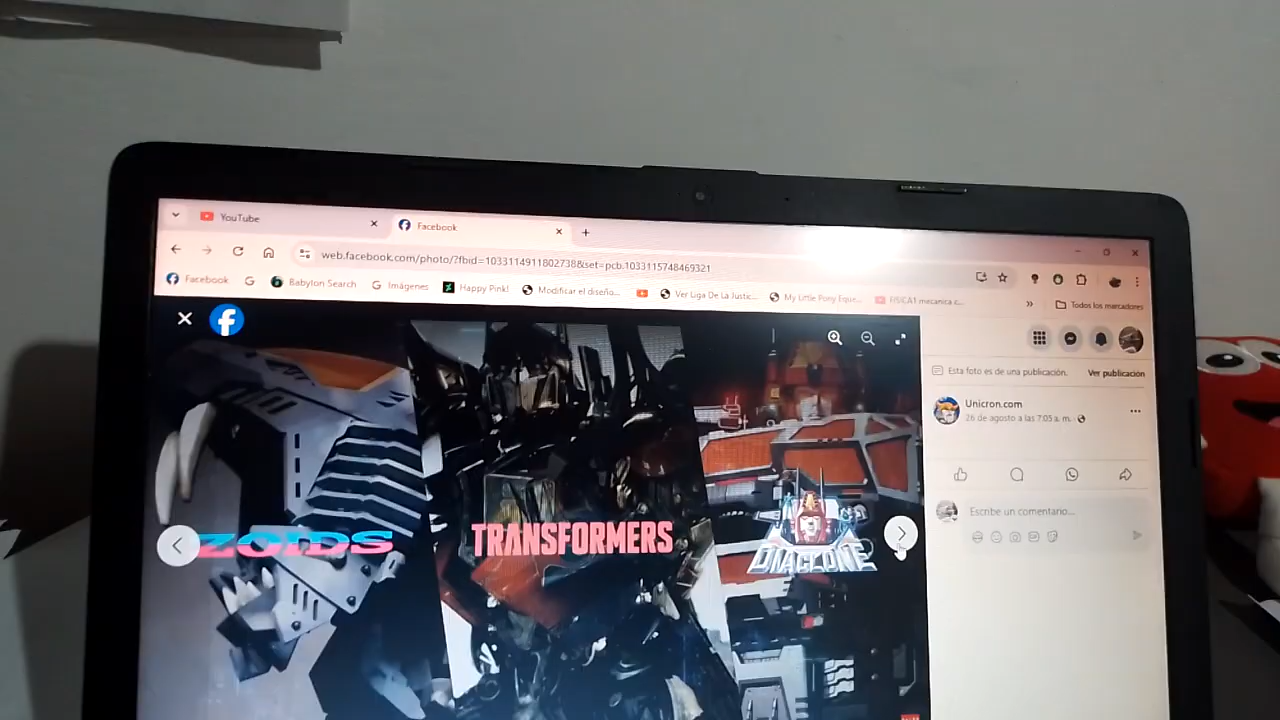 YouTube
Facebook
web.facebook.com/photo/?fbid=1033114911802738&set=pcb.1033115748469321
Facebook
Babylon Search
Imágenes
Happy Pink!
Modificar el diseño...
Ver Liga De La Justic...
My Little Pony Eque...
FISICA1 mecanica c...
Todos los marcadores
Esta foto es de una publicación.
Ver publicación
Unicron.com
26 de agosto a las 7:05 a. m.
Escribe un comentario...
ZOIDS
TRANSFORMERS
DIACLONE